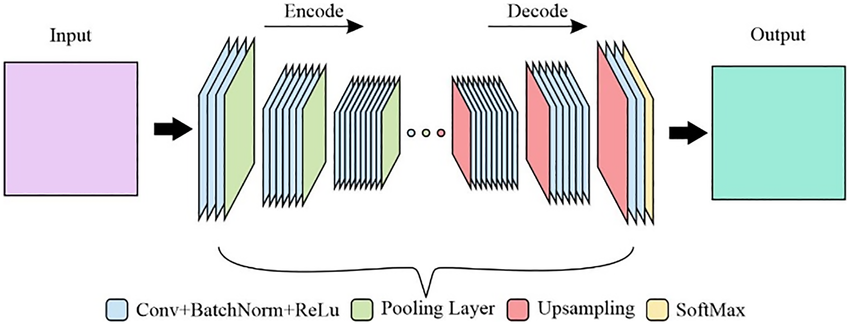 Encode
Decode
Input
Output
Conv+BatchNorm+ReLu
Pooling Layer
Upsampling
SoftMax